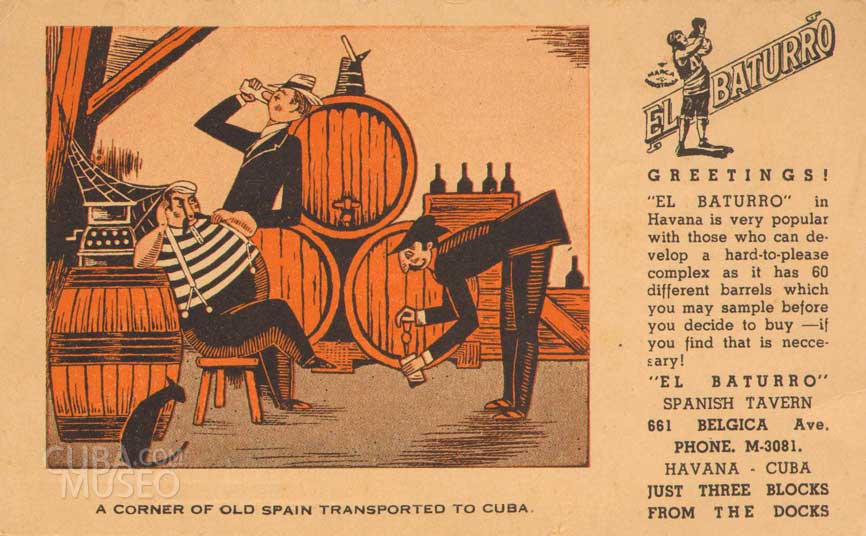 MARCA
EL BATURRO
GREETINGS!
"EL BATURRO" in
Havana is very popular
with those who can de-
velop a hard-to-please
complex as it has 60
different barrels which
you may sample before
you decide to buy —if
you find that is necce-
sary!
"EL BATURRO"
SPANISH TAVERN
661 BELGICA Ave.
PHONE. M-3081.
HAVANA - CUBA
JUST THREE BLOCKS
FROM THE DOCKS
CUBA.COM
MUSEO
A CORNER OF OLD SPAIN TRANSPORTED TO CUBA.